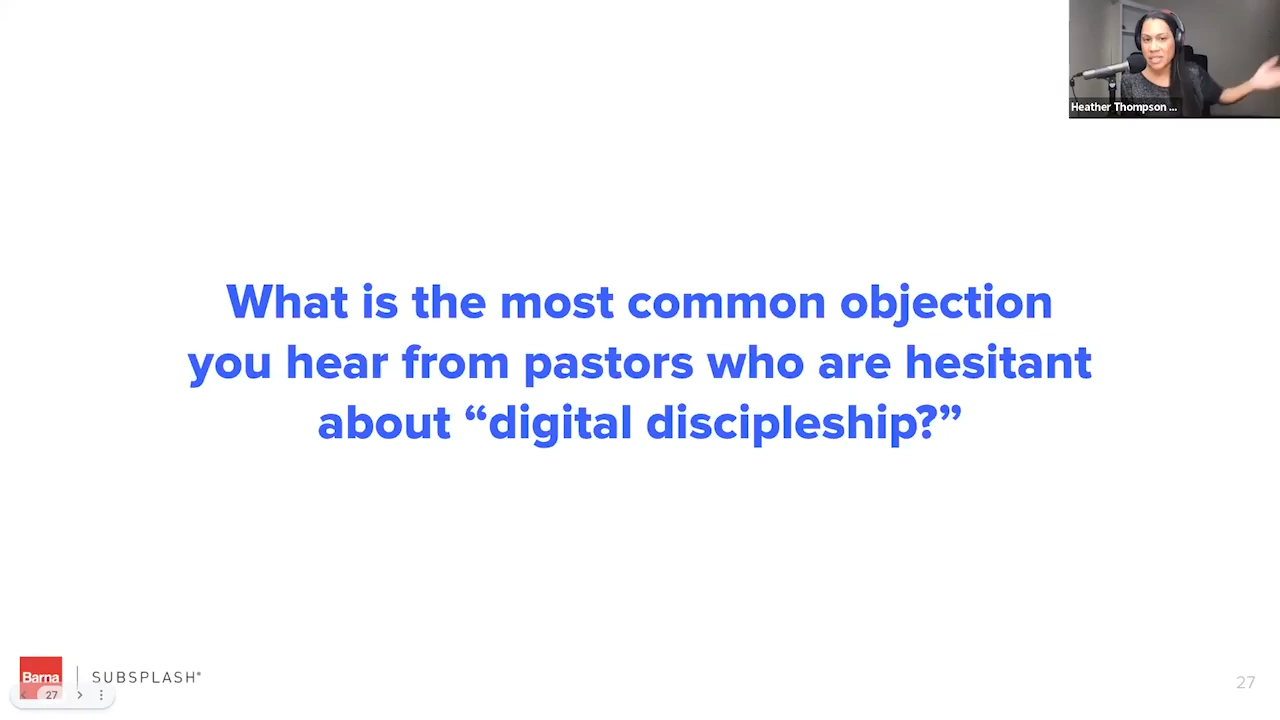 Heather Thompson ...
What is the most common objection
you hear from pastors who are hesitant
about “digital discipleship?”
Barna
SUBSPLASH®
27
27